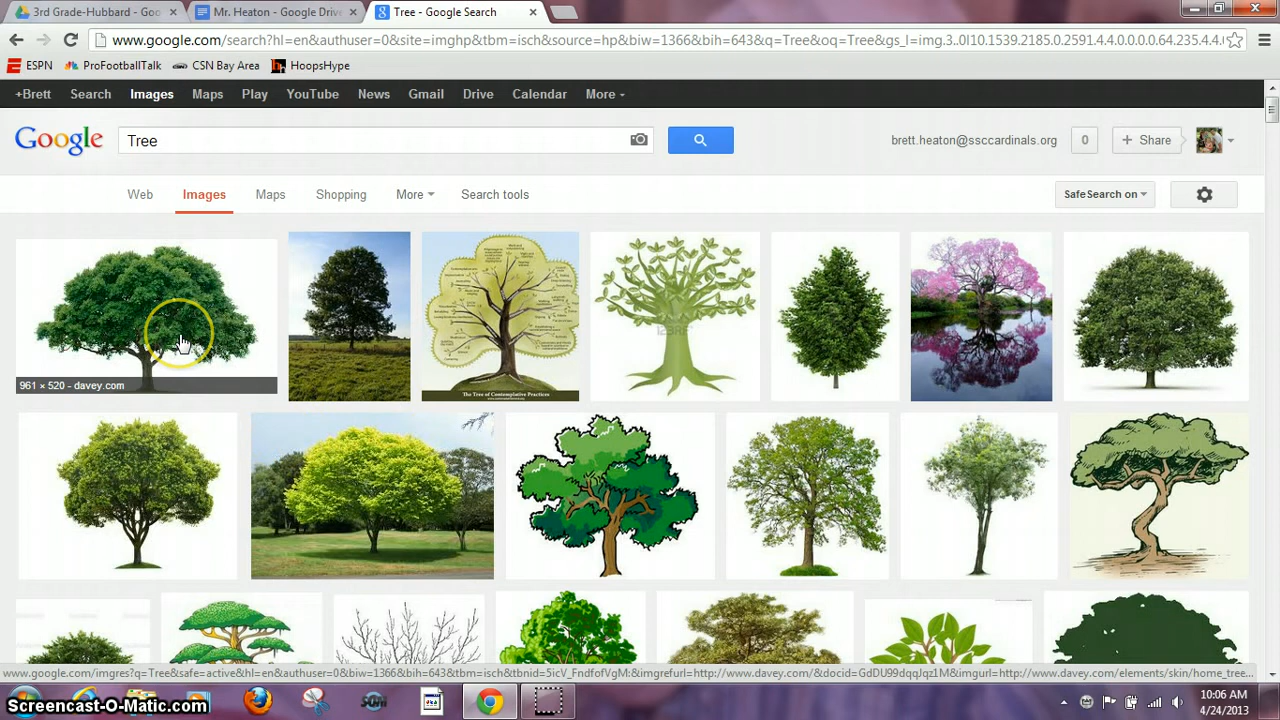 3rd Grade-Hubbard - Goo
Mr. Heaton - Google Drive
Tree - Google Search
www.google.com/search?hl=en&authuser=0&site=imghp&tbm=isch&source=hp&biw=1366&bih=643&q=Tree&oq=Tree&gs_l=img.3..0l10.1539.2185.0.2591.4.4.0.0.0.0.64.235.4.4.
ESPN ProFootballTalk CSN Bay Area HoopsHype
+Brett Search Images Maps Play YouTube News Gmail Drive Calendar More
Google Tree brett.heaton@ssccardinals.org 0 + Share
Web Images Maps Shopping More Search tools SafeSearch on
123RF
961 × 520 - davey.com
The Tree of Contemplative Practices
www.google.com/imgres?q=Tree&safe=active&hl=en&authuser=0&biw=1366&bih=643&tbm=isch&tbnid=5icV_FndfofVgM:&imgrefurl=http://www.davey.com/&docid=GdDU99dqqJqz1M&imgurl=http://www.davey.com/elements/skin/home_tree...
Screencast-O-Matic.com
10:06 AM
4/24/2013